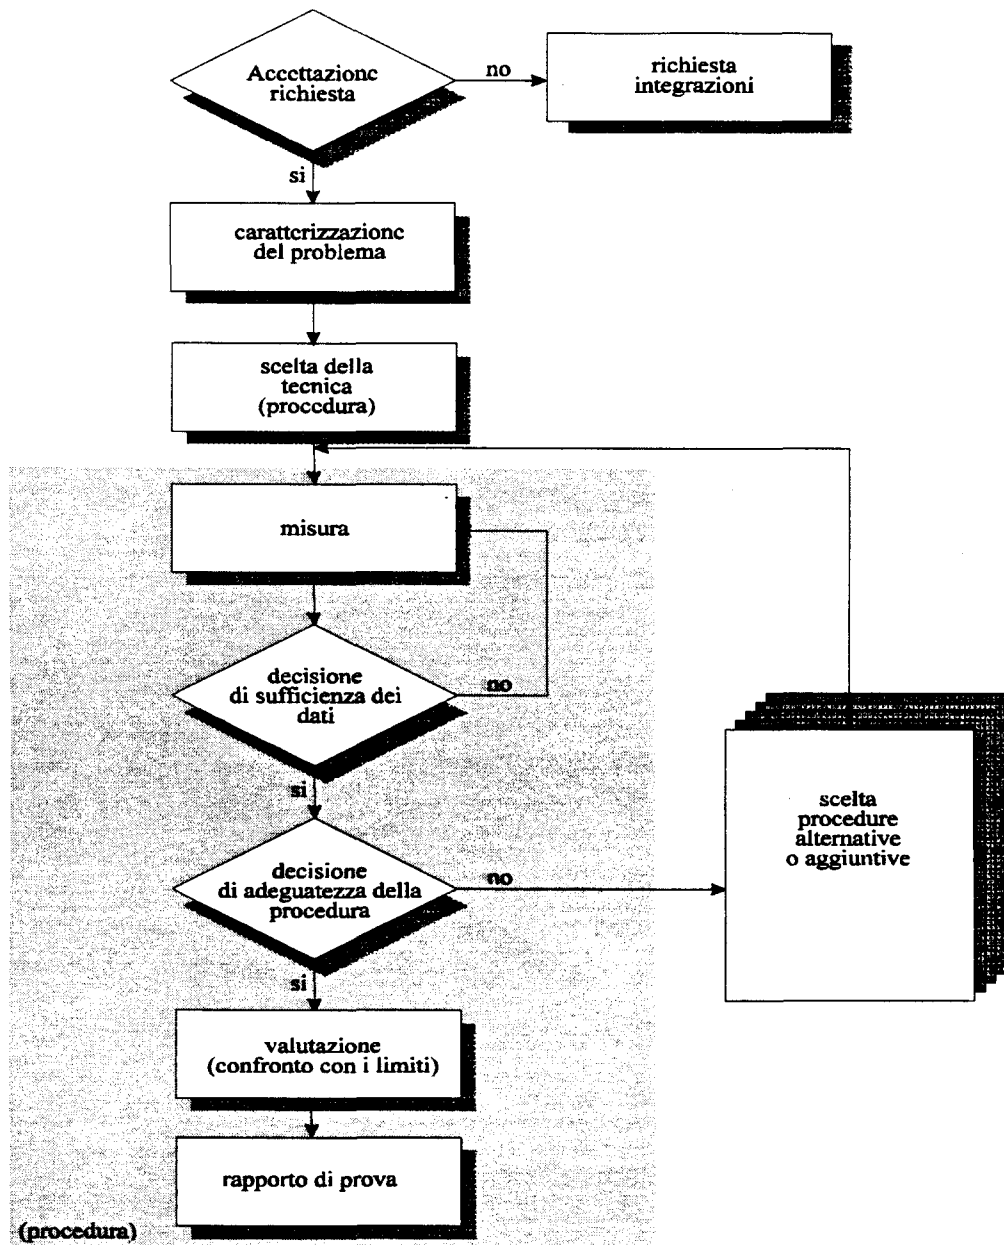 Accettazione
richiesta
no
richiesta
integrazioni
si
caratterizzazione
del problema
scelta della
tecnica
(procedura)
misura
decisione
di sufficienza dei
dati
no
si
decisione
di adeguatezza della
procedura
no
scelta
procedure
alternative
o aggiuntive
si
valutazione
(confronto con i limiti)
rapporto di prova
(procedura)